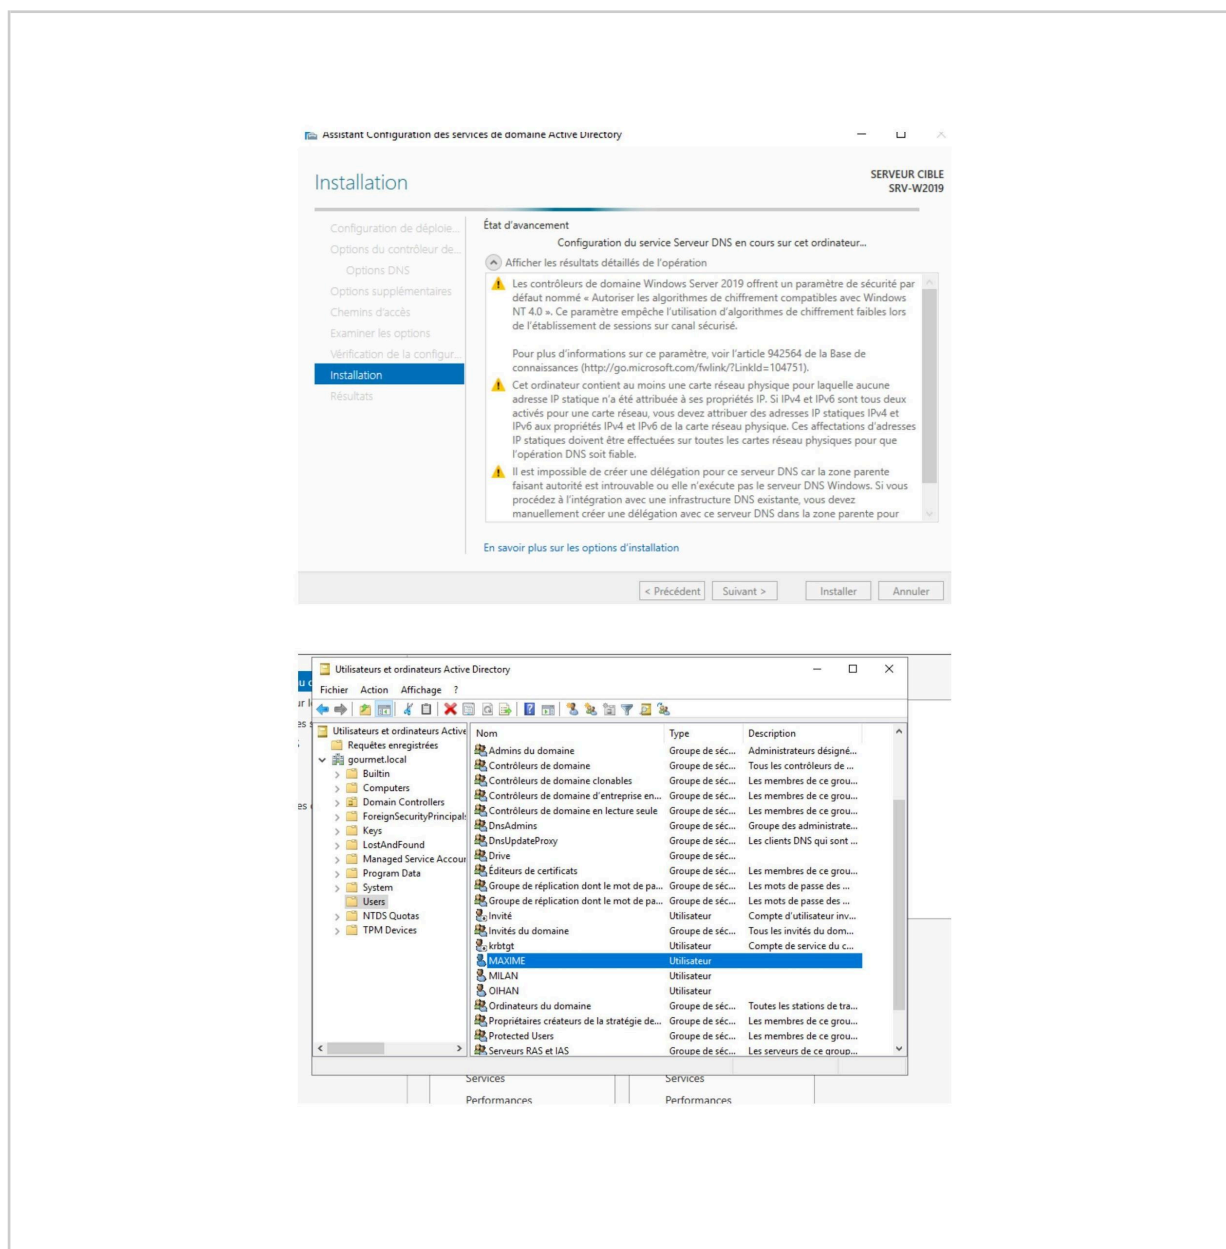 Assistant Configuration des services de domaine Active Directory
Installation
SERVEUR CIBLE
SRV-W2019
Configuration de déploie...
Options du contrôleur de...
Options DNS
Options supplémentaires
Chemins d'accès
Examiner les options
Vérification de la configur...
Installation
Résultats
État d'avancement
Configuration du service Serveur DNS en cours sur cet ordinateur...
Afficher les résultats détaillés de l'opération
Les contrôleurs de domaine Windows Server 2019 offrent un paramètre de sécurité par
défaut nommé « Autoriser les algorithmes de chiffrement compatibles avec Windows
NT 4.0 ». Ce paramètre empêche l'utilisation d'algorithmes de chiffrement faibles lors
de l'établissement de sessions sur canal sécurisé.
Pour plus d'informations sur ce paramètre, voir l'article 942564 de la Base de
connaissances (http://go.microsoft.com/fwlink/?LinkId=104751).
Cet ordinateur contient au moins une carte réseau physique pour laquelle aucune
adresse IP statique n'a été attribuée à ses propriétés IP. Si IPv4 et IPv6 sont tous deux
activés pour une carte réseau, vous devez attribuer des adresses IP statiques IPv4 et
IPv6 aux propriétés IPv4 et IPv6 de la carte réseau physique. Ces affectations d'adresses
IP statiques doivent être effectuées sur toutes les cartes réseau physiques pour que
l'opération DNS soit fiable.
Il est impossible de créer une délégation pour ce serveur DNS car la zone parente
faisant autorité est introuvable ou elle n'exécute pas le serveur DNS Windows. Si vous
procédez à l'intégration avec une infrastructure DNS existante, vous devez
manuellement créer une délégation avec ce serveur DNS dans la zone parente pour
En savoir plus sur les options d'installation
< Précédent Suivant > Installer Annuler
Utilisateurs et ordinateurs Active Directory
Fichier Action Affichage ?
Utilisateurs et ordinateurs Active
Requêtes enregistrées
gourmet.local
Builtin
Computers
Domain Controllers
ForeignSecurityPrincipals
Keys
LostAndFound
Managed Service Accour
Program Data
System
Users
NTDS Quotas
TPM Devices
Nom Type Description
Admins du domaine Groupe de séc... Administrateurs désigné...
Contrôleurs de domaine Groupe de séc... Tous les contrôleurs de ...
Contrôleurs de domaine clonables Groupe de séc... Les membres de ce grou...
Contrôleurs de domaine d'entreprise en... Groupe de séc... Les membres de ce grou...
Contrôleurs de domaine en lecture seule Groupe de séc... Les membres de ce grou...
DnsAdmins Groupe de séc... Groupe des administrate...
DnsUpdateProxy Groupe de séc... Les clients DNS qui sont ...
Drive Groupe de séc...
Éditeurs de certificats Groupe de séc... Les membres de ce grou...
Groupe de réplication dont le mot de pa... Groupe de séc... Les mots de passe des ...
Groupe de réplication dont le mot de pa... Groupe de séc... Les mots de passe des ...
Invité Utilisateur Compte d'utilisateur inv...
Invités du domaine Groupe de séc... Tous les invités du dom...
krbtgt Utilisateur Compte de service du c...
MAXIME Utilisateur
MILAN Utilisateur
OIHAN Utilisateur
Ordinateurs du domaine Groupe de séc... Toutes les stations de tra...
Propriétaires créateurs de la stratégie de... Groupe de séc... Les membres de ce grou...
Protected Users Groupe de séc... Les membres de ce grou...
Serveurs RAS et IAS Groupe de séc... Les serveurs de ce group...
Services Services
Performances Performances